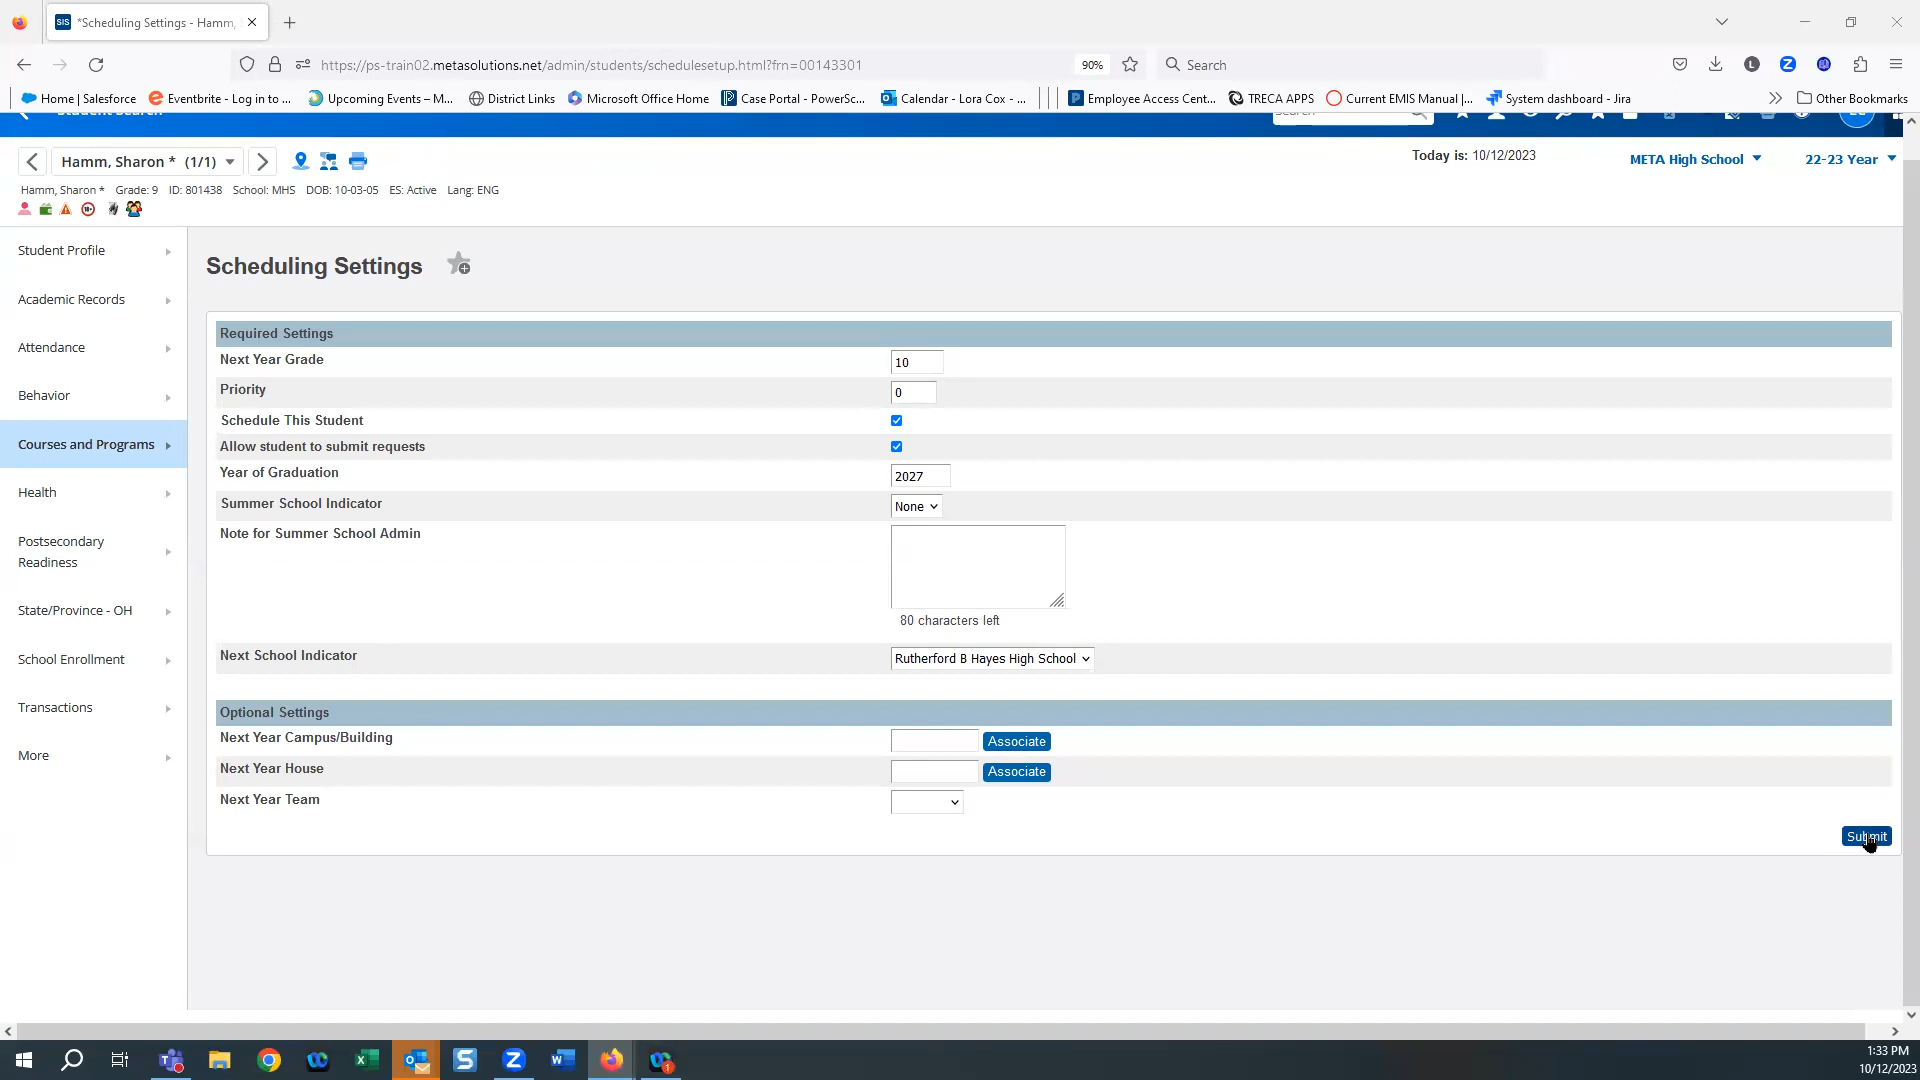 SIS *Scheduling Settings - Hamm,
https://ps-train02.metasolutions.net/admin/students/schedulesetup.html?frn=00143301 90% Search
Home | Salesforce Eventbrite - Log in to ... Upcoming Events – M... District Links Microsoft Office Home Case Portal - PowerSc... Calendar - Lora Cox - ... Employee Access Cent... TRECA APPS Current EMIS Manual |... System dashboard - Jira Other Bookmarks
Student Search
Hamm, Sharon * (1/1) Today is: 10/12/2023 META High School 22-23 Year
Hamm, Sharon * Grade: 9 ID: 801438 School: MHS DOB: 10-03-05 ES: Active Lang: ENG
Student Profile
Academic Records
Attendance
Behavior
Courses and Programs
Health
Postsecondary
Readiness
State/Province - OH
School Enrollment
Transactions
More
Scheduling Settings
Required Settings
Next Year Grade 10
Priority 0
Schedule This Student
Allow student to submit requests
Year of Graduation 2027
Summer School Indicator None
Note for Summer School Admin
80 characters left
Next School Indicator Rutherford B Hayes High School
Optional Settings
Next Year Campus/Building Associate
Next Year House Associate
Next Year Team
Submit
1:33 PM
10/12/2023